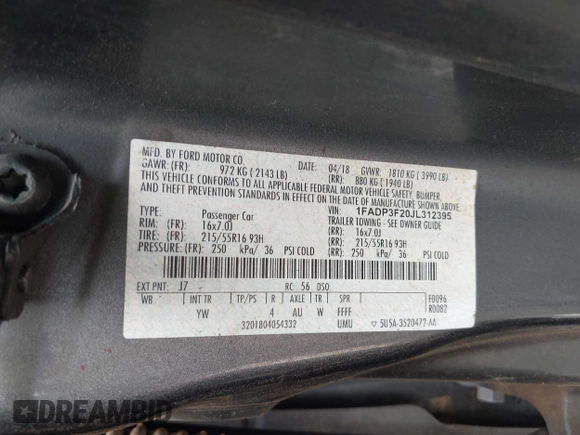 MFD. BY FORD MOTOR CO.
DATE: 04/18 GVWR: 1810 KG ( 3990 LB)
GAWR: (FR): 972 KG ( 2143 LB) (RR): 880 KG ( 1940 LB)
THIS VEHICLE CONFORMS TO ALL APPLICABLE FEDERAL MOTOR VEHICLE SAFETY, BUMPER,
AND THEFT PREVENTION STANDARDS IN EFFECT ON THE DATE OF MANUFACTURE SHOWN ABOVE.
VIN: 1FADP3F20JL312395
TYPE: Passenger Car TRAILER TOWING - SEE OWNER GUIDE
RIM: (FR): 16x7.0J (RR): 16x7.0J
TIRE: (FR): 215/55R16 93H (RR): 215/55R16 93H
PRESSURE: (FR): 250 kPa/ 36 PSI COLD (RR): 250 kPa/ 36 PSI COLD
EXT PNT: J7 RC: 56 DSO:
WB INT TR TP/PS R AXLE TR SPR F0096
YW 4 AU W FFFF R0082
3201804054332 UMU 5U5A-3520472-AA
DREAMBID